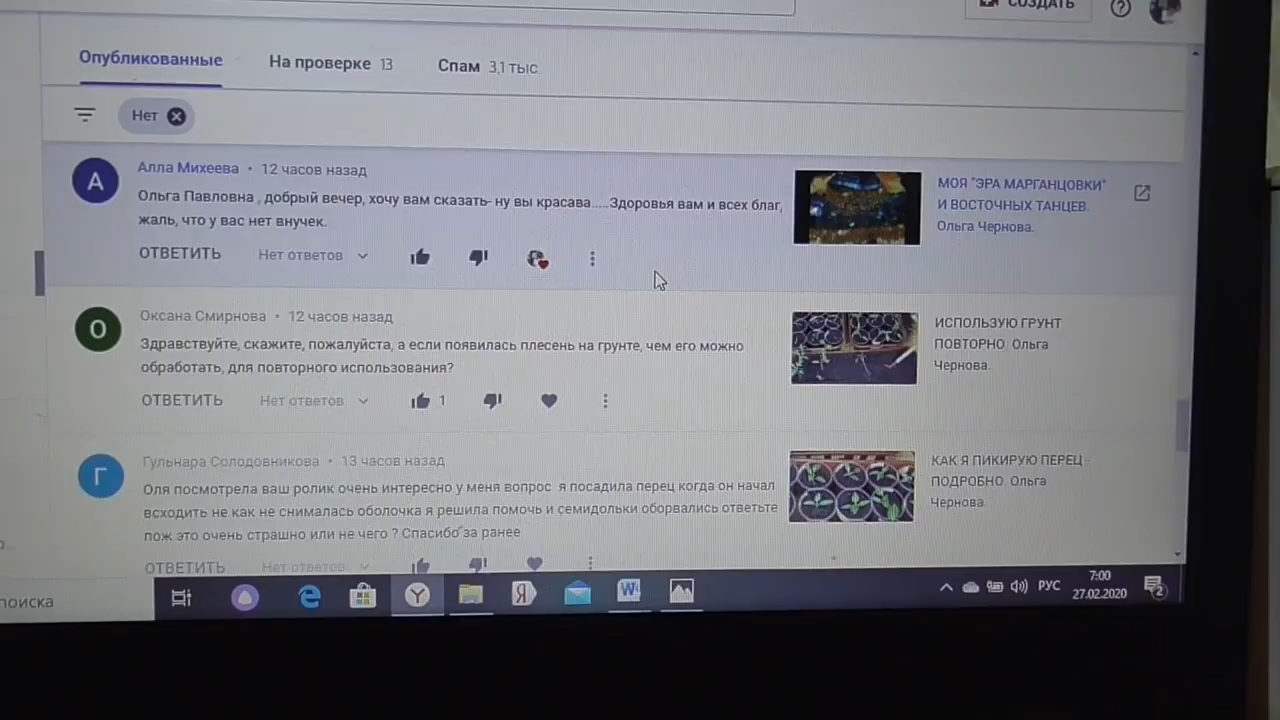 СОЗДАТЬ
Опубликованные На проверке 13 Спам 3,1 тыс.
Нет
А
Алла Михеева • 12 часов назад
Ольга Павловна , добрый вечер, хочу вам сказать- ну вы красава.....Здоровья вам и всех благ,
жаль, что у вас нет внучек.
ОТВЕТИТЬ Нет ответов
МОЯ "ЭРА МАРГАНЦОВКИ"
И ВОСТОЧНЫХ ТАНЦЕВ.
Ольга Чернова.
О
Оксана Смирнова • 12 часов назад
Здравствуйте, скажите, пожалуйста, а если появилась плесень на грунте, чем его можно
обработать, для повторного использования?
ОТВЕТИТЬ Нет ответов 1
ИСПОЛЬЗУЮ ГРУНТ
ПОВТОРНО. Ольга
Чернова.
Г
Гульнара Солодовникова • 13 часов назад
Оля посмотрела ваш ролик очень интересно у меня вопрос я посадила перец когда он начал
всходить не как не снималась оболочка я решила помочь и семидольки оборвались ответьте
пож это очень страшно или не чего ? Спасибо за ранее
ОТВЕТИТЬ Нет ответов
КАК Я ПИКИРУЮ ПЕРЕЦ -
ПОДРОБНО. Ольга
Чернова.
поиска
РУС
7:00
27.02.2020
2